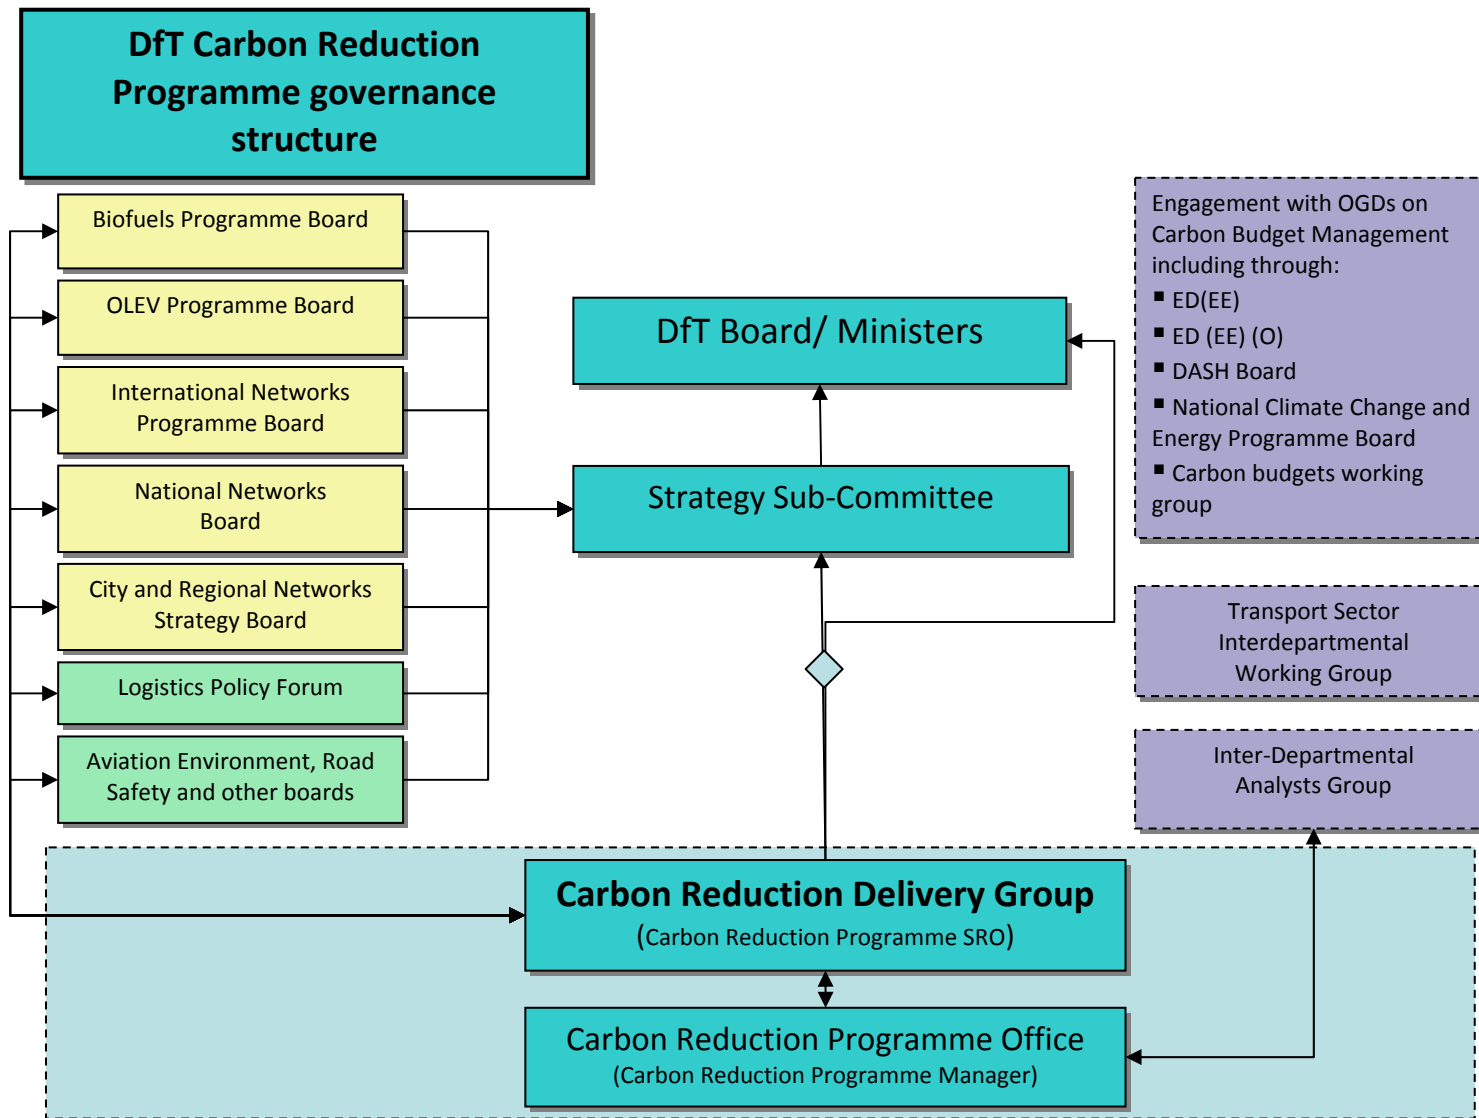 DfT Carbon Reduction
Programme governance
structure
Biofuels Programme Board
OLEV Programme Board
International Networks
Programme Board
National Networks
Board
City and Regional Networks
Strategy Board
Logistics Policy Forum
Aviation Environment, Road
Safety and other boards
DfT Board/ Ministers
Strategy Sub-Committee
Engagement with OGDs on
Carbon Budget Management
including through:
▪ ED(EE)
▪ ED (EE) (O)
▪ DASH Board
▪ National Climate Change and
Energy Programme Board
▪ Carbon budgets working
group
Transport Sector
Interdepartmental
Working Group
Inter-Departmental
Analysts Group
Carbon Reduction Delivery Group
(Carbon Reduction Programme SRO)
Carbon Reduction Programme Office
(Carbon Reduction Programme Manager)